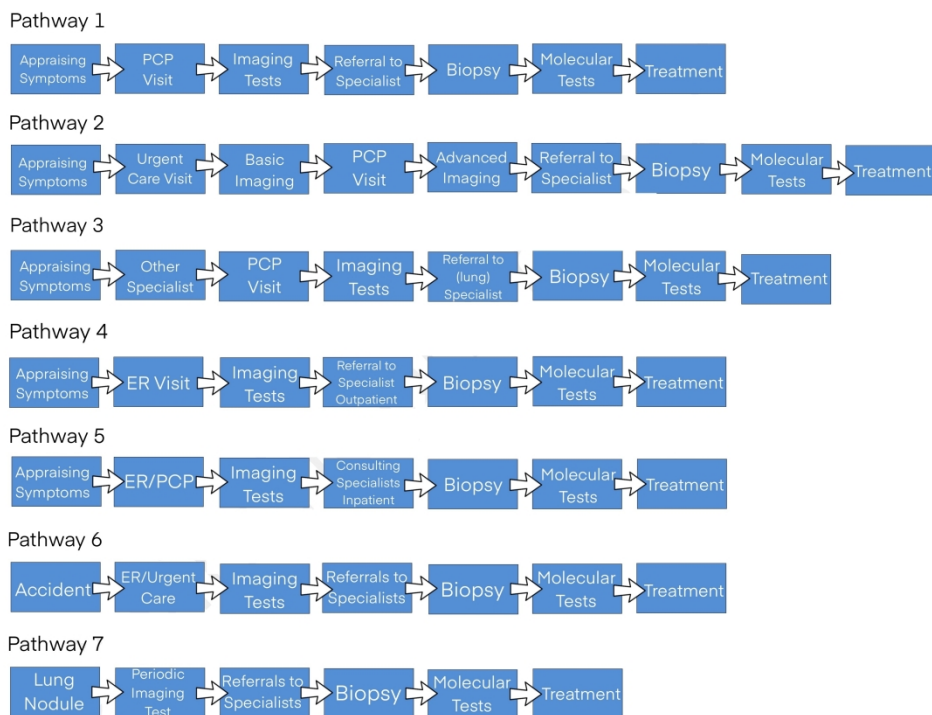 Pathway 1
Appraising
Symptoms
PCP
Visit
Imaging
Tests
Referral to
Specialist
Biopsy
Molecular
Tests
Treatment
Pathway 2
Appraising
Symptoms
Urgent
Care Visit
Basic
Imaging
PCP
Visit
Advanced
Imaging
Referral to
Specialist
Biopsy
Molecular
Tests
Treatment
Pathway 3
Appraising
Symptoms
Other
Specialist
PCP
Visit
Imaging
Tests
Referral to
(lung)
Specialist
Biopsy
Molecular
Tests
Treatment
Pathway 4
Appraising
Symptoms
ER Visit
Imaging
Tests
Referral to
Specialist
Outpatient
Biopsy
Molecular
Tests
Treatment
Pathway 5
Appraising
Symptoms
ER/PCP
Imaging
Tests
Consulting
Specialists
Inpatient
Biopsy
Molecular
Tests
Treatment
Pathway 6
Accident
ER/Urgent
Care
Imaging
Tests
Referrals to
Specialists
Biopsy
Molecular
Tests
Treatment
Pathway 7
Lung
Nodule
Periodic
Imaging
Test
Referrals to
Specialists
Biopsy
Molecular
Tests
Treatment